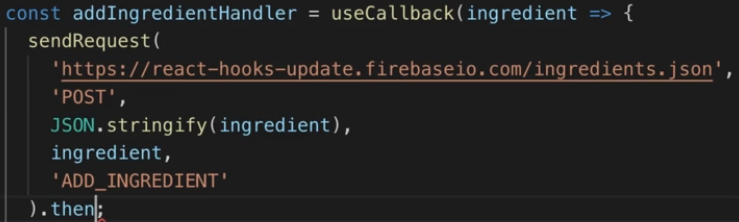 const addIngredientHandler = useCallback(ingredient => {
sendRequest(
'https://react-hooks-update.firebaseio.com/ingredients.json',
'POST',
JSON.stringify(ingredient),
ingredient,
'ADD_INGREDIENT'
).then;